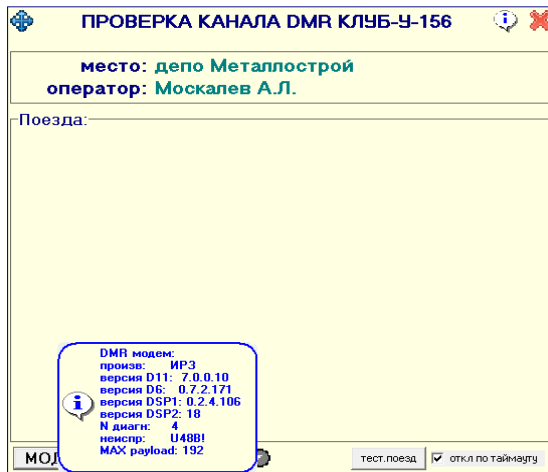 ПРОВЕРКА КАНАЛА DMR КЛУБ-У-156
место: депо Металлострой
оператор: Москалев А.Л.
Поезда:
DMR модем:
произв: ИРЗ
версия D11: 7.0.0.10
версия D6: 0.7.2.171
версия DSP1: 0.2.4.106
версия DSP2: 18
N диагн: 4
неиспр: U48B!
MAX payload: 192
МОД
тест.поезд
откл по таймауту